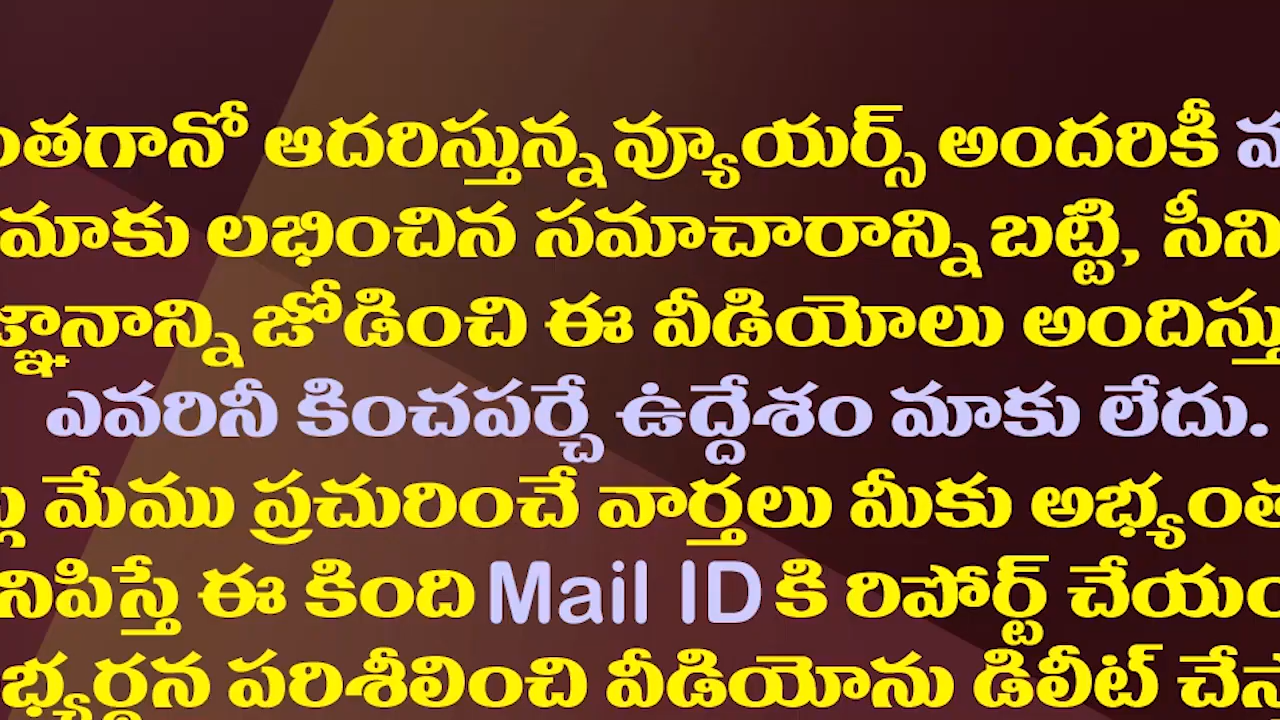 ంతగానో ఆదరిస్తున్న వ్యూయర్స్ అందరికీ
మాకు లభించిన సమాచారాన్ని బట్టి, సీని
జ్ఞానాన్ని జోడించి ఈ వీడియోలు అందిస్తు
ఎవరినీ కించపర్చే ఉద్దేశం మాకు లేదు.
మేము ప్రచురించే వార్తలు మీకు అభ్యంత
నిపిస్తే ఈ కింది Mail ID కి రిపోర్ట్ చేయం
భ్యర్థన పరిశీలించి వీడియోను డిలీట్ చేస